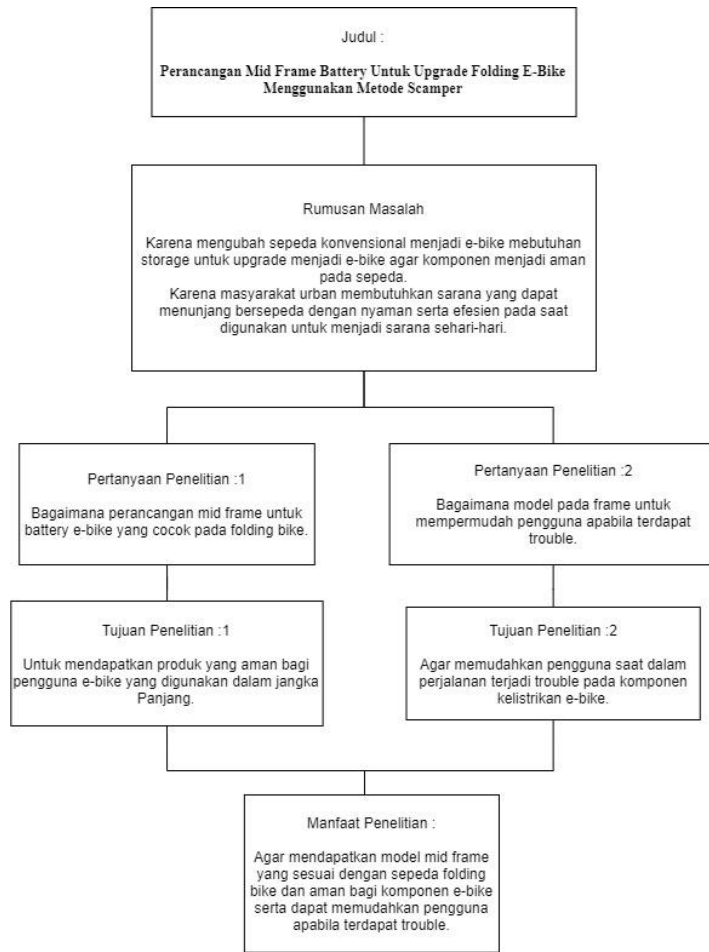 Judul :
Perancangan Mid Frame Battery Untuk Upgrade Folding E-Bike
Menggunakan Metode Scamper
Rumusan Masalah
Karena mengubah sepeda konvensional menjadi e-bike mebutuhan
storage untuk upgrade menjadi e-bike agar komponen menjadi aman
pada sepeda.
Karena masyarakat urban membutuhkan sarana yang dapat
menunjang bersepeda dengan nyaman serta efesien pada saat
digunakan untuk menjadi sarana sehari-hari.
Pertanyaan Penelitian :1
Bagaimana perancangan mid frame untuk
battery e-bike yang cocok pada folding bike.
Pertanyaan Penelitian :2
Bagaimana model pada frame untuk
mempermudah pengguna apabila terdapat
trouble.
Tujuan Penelitian :1
Untuk mendapatkan produk yang aman bagi
pengguna e-bike yang digunakan dalam jangka
Panjang.
Tujuan Penelitian :2
Agar memudahkan pengguna saat dalam
perjalanan terjadi trouble pada komponen
kelistrikan e-bike.
Manfaat Penelitian :
Agar mendapatkan model mid frame
yang sesuai dengan sepeda folding
bike dan aman bagi komponen e-bike
serta dapat memudahkan pengguna
apabila terdapat trouble.